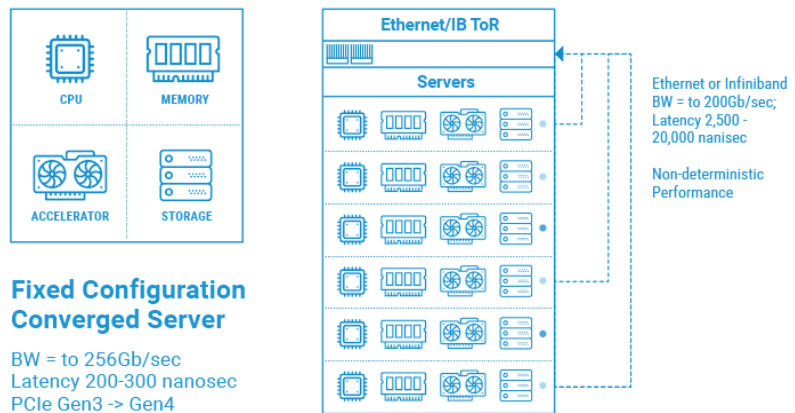 CPU
MEMORY
ACCELERATOR
STORAGE
Fixed Configuration
Converged Server
BW = to 256Gb/sec
Latency 200-300 nanosec
PCIe Gen3 -> Gen4
Ethernet/IB ToR
Servers
Ethernet or Infiniband
BW = to 200Gb/sec;
Latency 2,500 -
20,000 nanisec
Non-deterministic
Performance